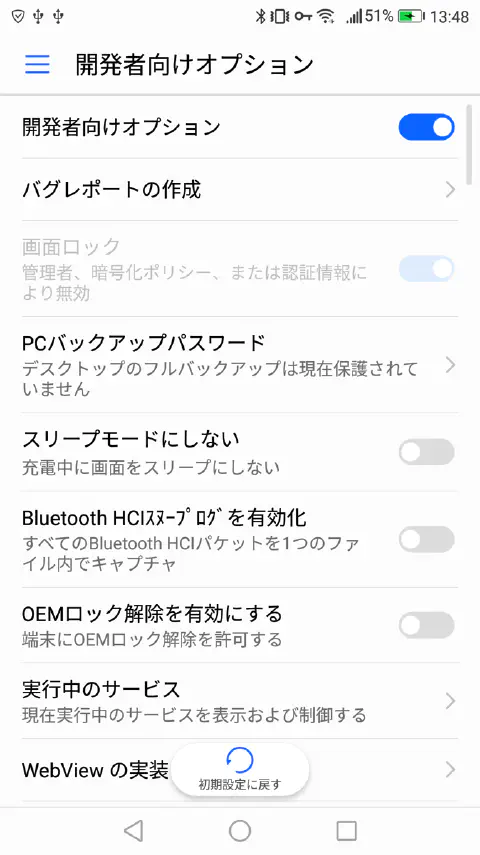 51% 13:48
開発者向けオプション
開発者向けオプション
バグレポートの作成
画面ロック
管理者、暗号化ポリシー、または認証情報に
より無効
PCバックアップパスワード
デスクトップのフルバックアップは現在保護されて
いません
スリープモードにしない
充電中に画面をスリープにしない
Bluetooth HCIｽﾇｰﾌﾟﾛｸﾞを有効化
すべてのBluetooth HCIパケットを1つのファ
イル内でキャプチャ
OEMロック解除を有効にする
端末にOEMロック解除を許可する
実行中のサービス
現在実行中のサービスを表示および制御する
WebView の実装
初期設定に戻す